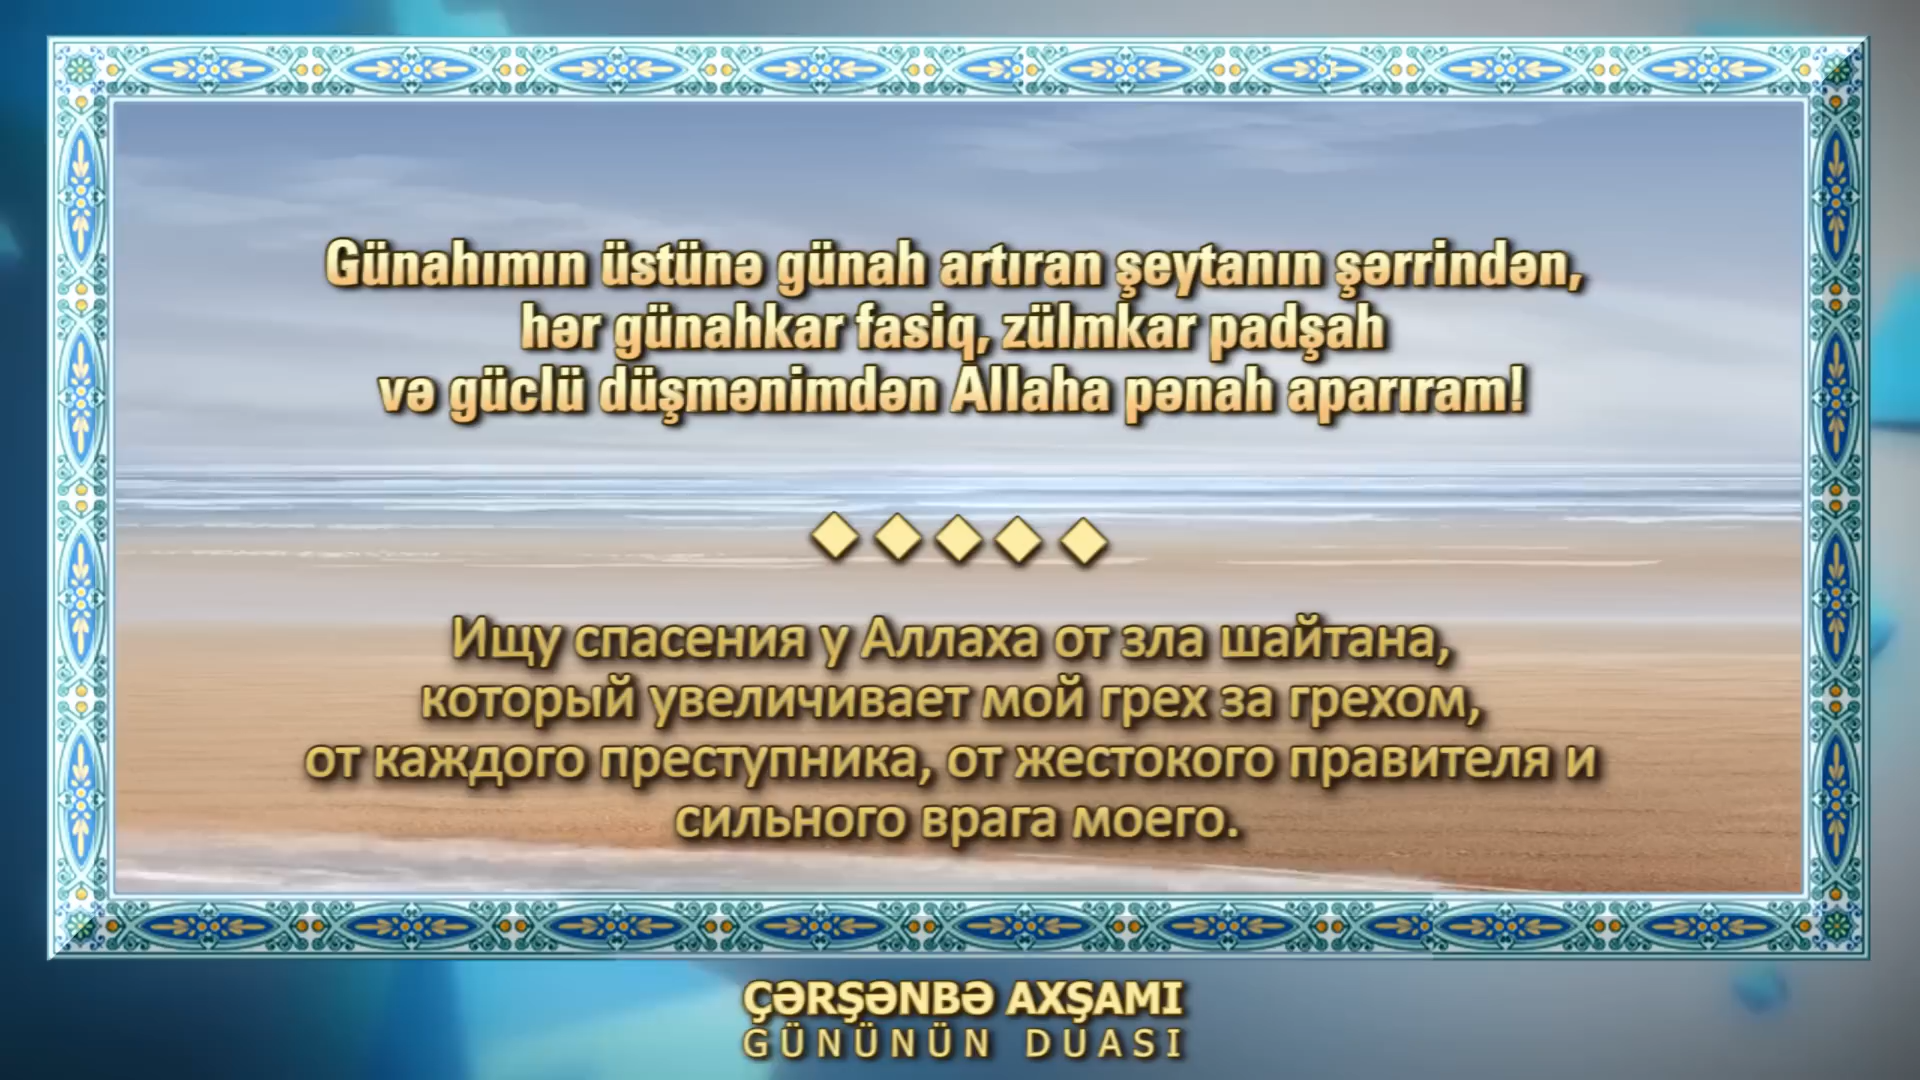 Günahımın üstünə günah artıran şeytanın şərrindən,
hər günahkar fasiq, zülmkar padşah
və güclü düşmənimdən Allaha pənah aparıram!
Ищу спасения у Аллаха от зла шайтана,
который увеличивает мой грех за грехом,
от каждого преступника, от жестокого правителя и
сильного врага моего.
ÇƏRŞƏNBƏ AXŞAMI
GÜNÜNÜN DUASI